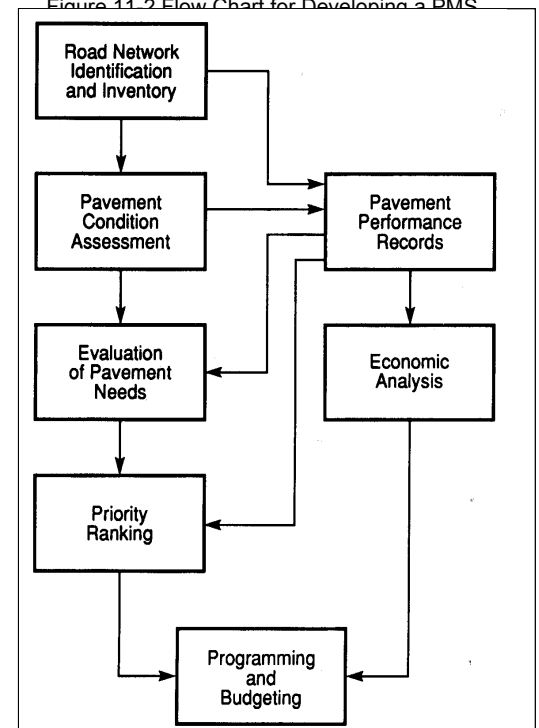 Figure 11-2 Flow Chart for Developing a PMS
Road Network
Identification
and Inventory
Pavement
Condition
Assessment
Pavement
Performance
Records
Evaluation
of Pavement
Needs
Economic
Analysis
Priority
Ranking
Programming
and
Budgeting